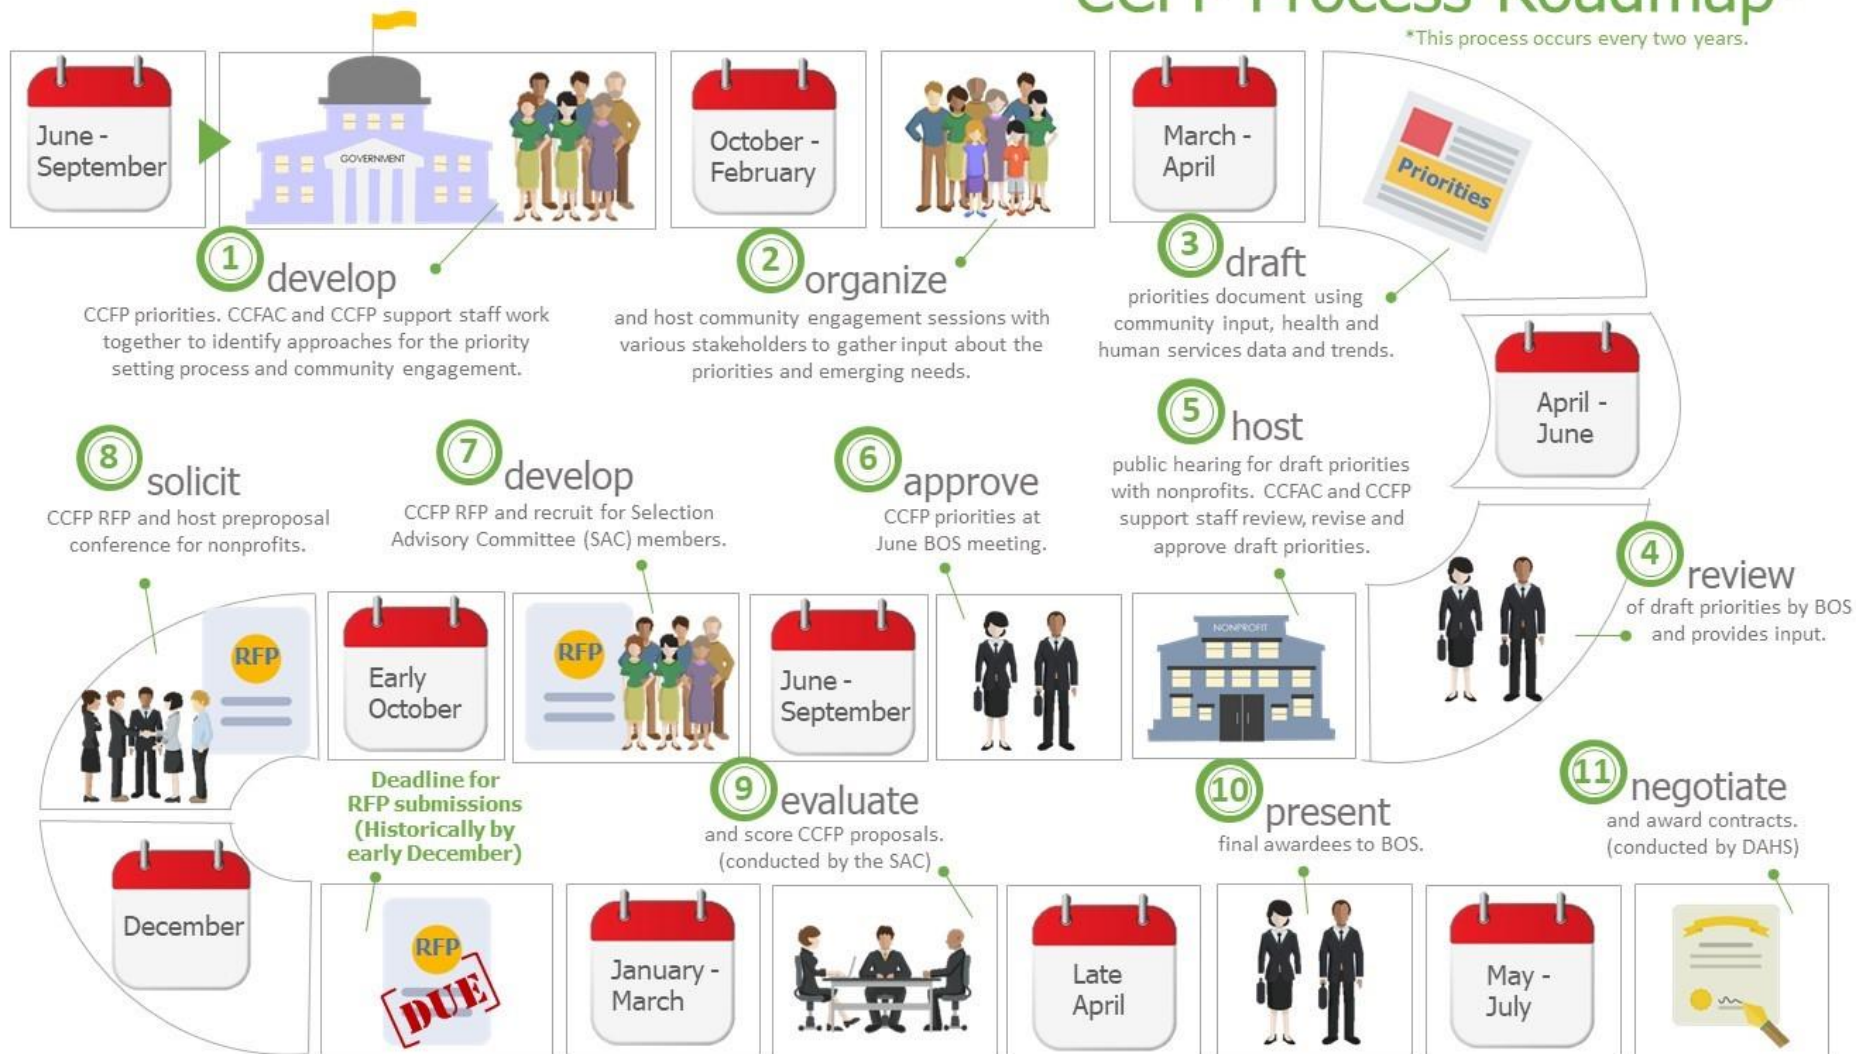 CCFP Process Roadmap
*This process occurs every two years.
June -
September
GOVERNMENT
October -
February
March -
April
Priorities
1
develop
CCFP priorities. CCFAC and CCFP support staff work
together to identify approaches for the priority
setting process and community engagement.
2
organize
and host community engagement sessions with
various stakeholders to gather input about the
priorities and emerging needs.
3
draft
priorities document using
community input, health and
human services data and trends.
April -
June
4
review
of draft priorities by BOS
and provides input.
5
host
public hearing for draft priorities
with nonprofits. CCFAC and CCFP
support staff review, revise and
approve draft priorities.
NONPROFIT
6
approve
CCFP priorities at
June BOS meeting.
June -
September
7
develop
CCFP RFP and recruit for Selection
Advisory Committee (SAC) members.
RFP
Early
October
8
solicit
CCFP RFP and host preproposal
conference for nonprofits.
RFP
December
Deadline for
RFP submissions
(Historically by
early December)
RFP
DUE
January -
March
9
evaluate
and score CCFP proposals.
(conducted by the SAC)
Late
April
10
present
final awardees to BOS.
May -
July
11
negotiate
and award contracts.
(conducted by DAHS)